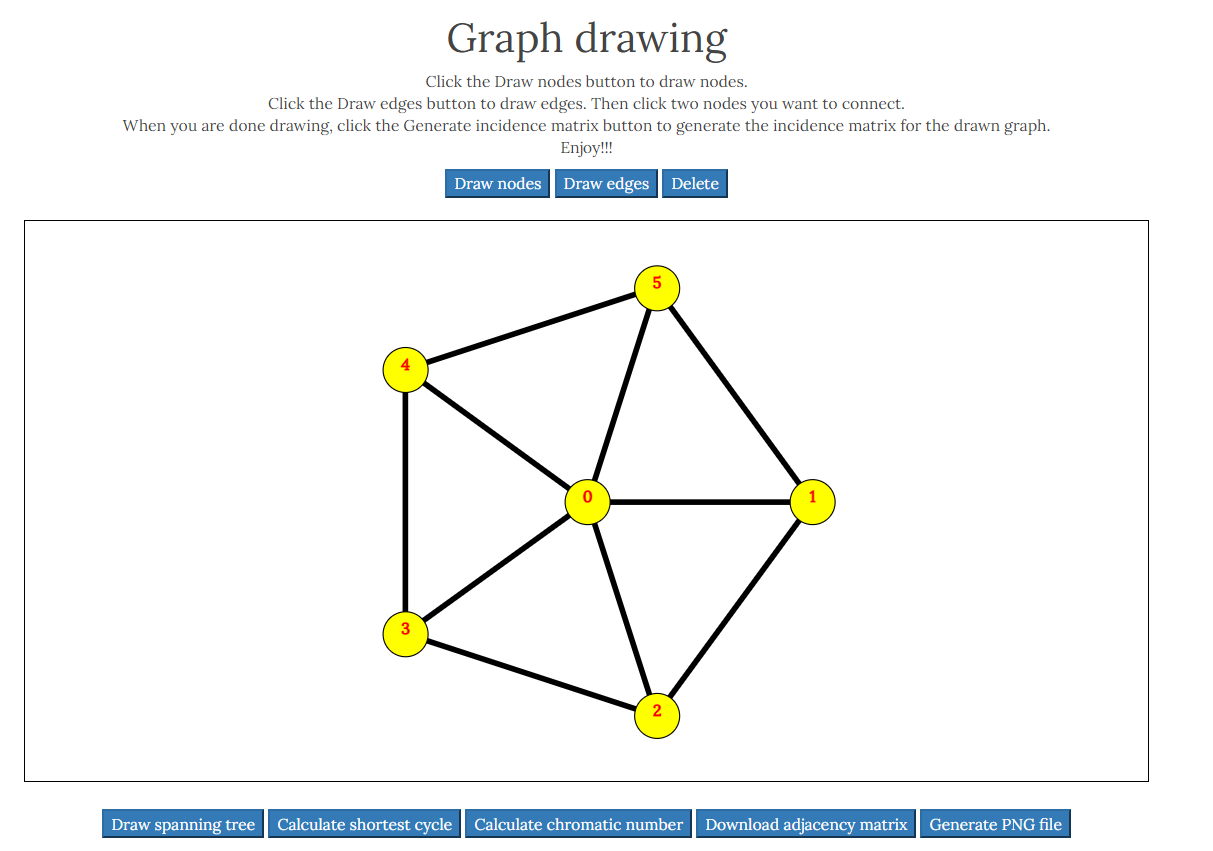 Graph drawing
Click the Draw nodes button to draw nodes.
Click the Draw edges button to draw edges. Then click two nodes you want to connect.
When you are done drawing, click the Generate incidence matrix button to generate the incidence matrix for the drawn graph.
Enjoy!!!
Draw nodes Draw edges Delete
5
4
0 1
3
2
Draw spanning tree Calculate shortest cycle Calculate chromatic number Download adjacency matrix Generate PNG file